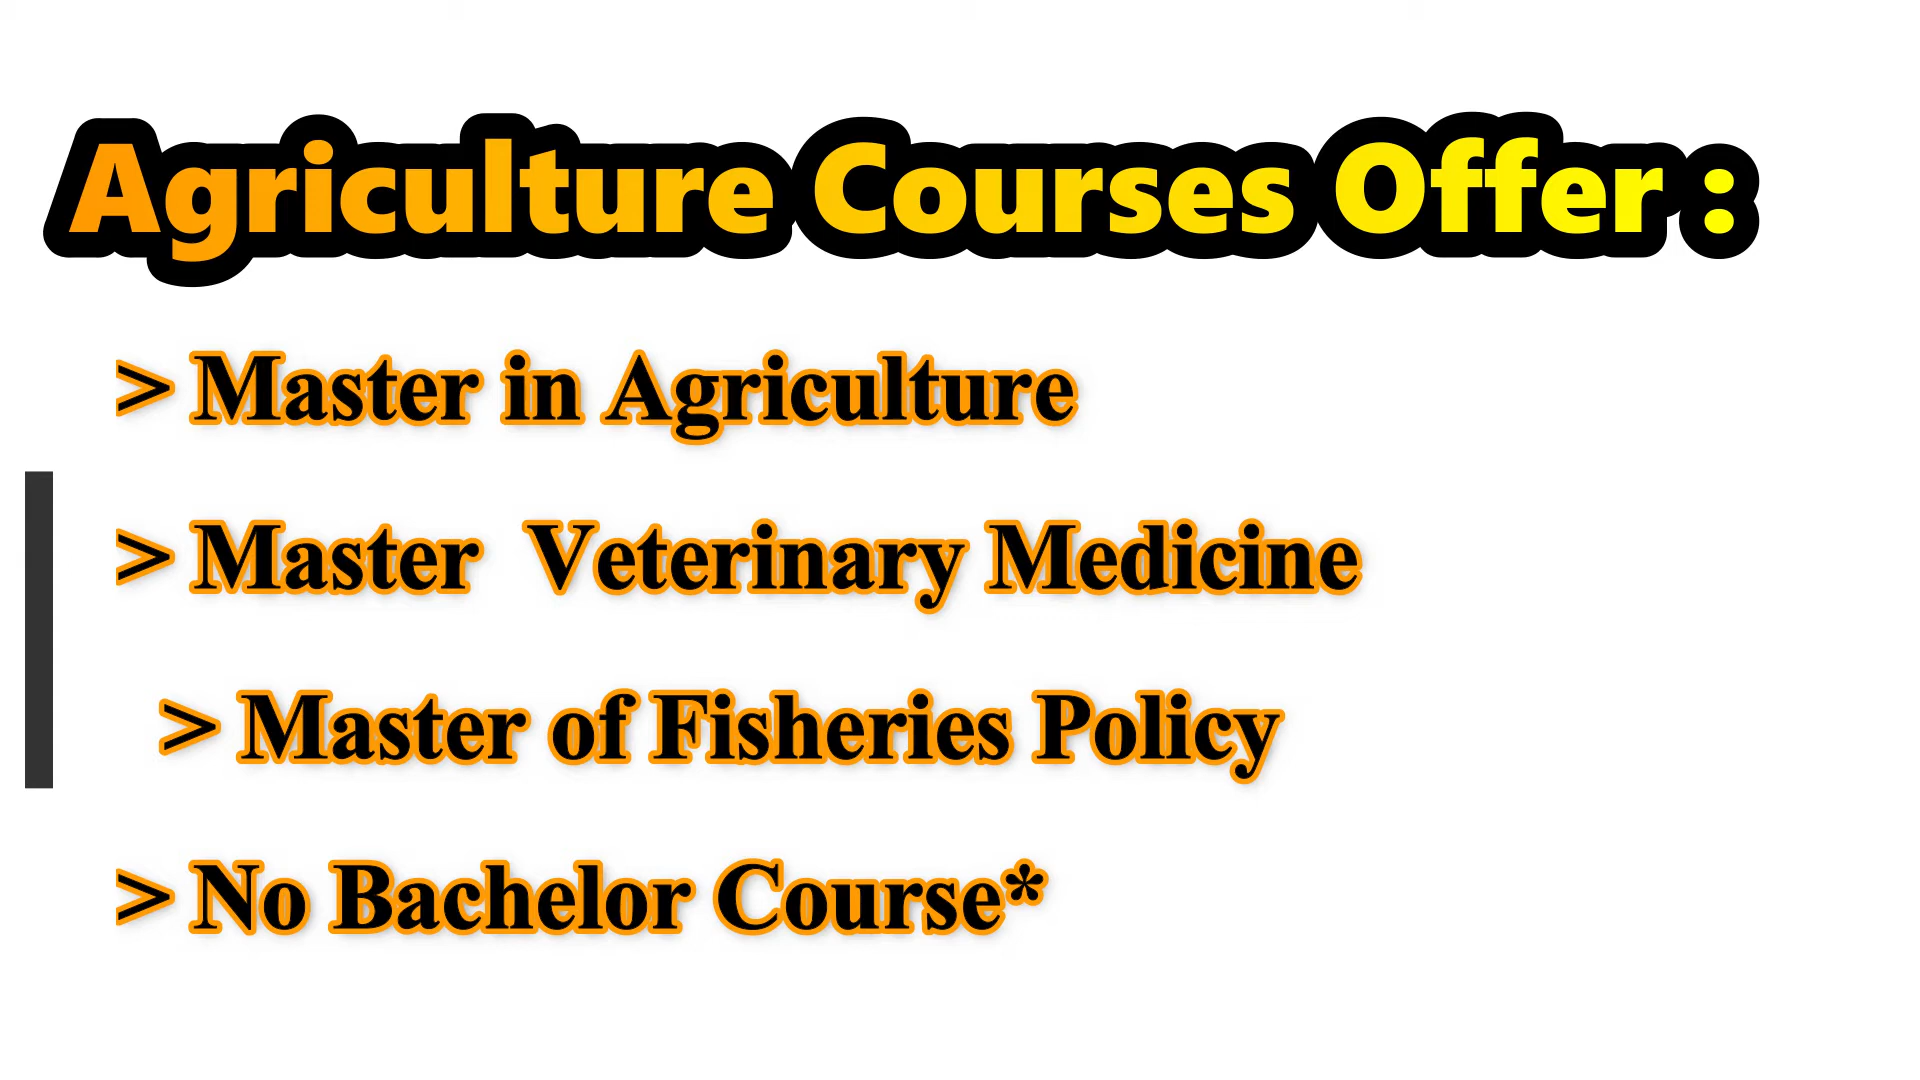 Agriculture Courses Offer :
> Master in Agriculture
> Master  Veterinary Medicine
> Master of Fisheries Policy
> No Bachelor Course*